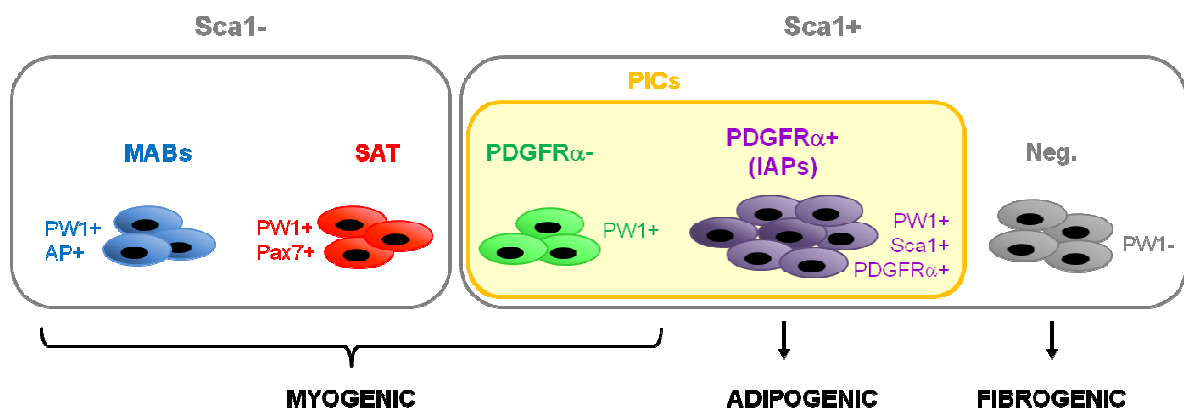 Sca1-
Sca1+
PICs
MABs
SAT
PDGFRα-
PDGFRα+
(IAPs)
Neg.
PW1+
AP+
PW1+
Pax7+
PW1+
PW1+
Sca1+
PDGFRα+
PW1-
MYOGENIC
ADIPOGENIC
FIBROGENIC